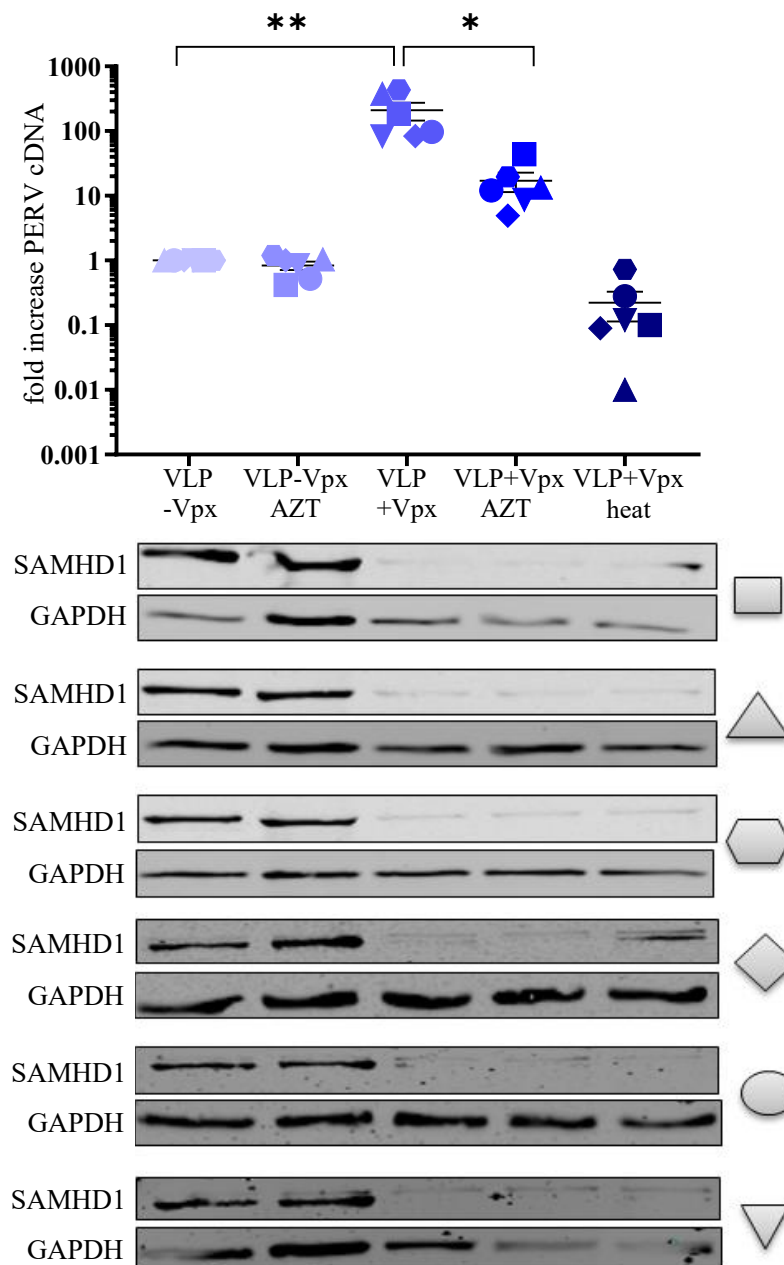 ** *
1000
100
10
1
0.1
0.01
0.001
fold increase PERV cDNA
VLP VLP-Vpx VLP VLP+Vpx VLP+Vpx
-Vpx AZT +Vpx AZT heat
SAMHD1
GAPDH
SAMHD1
GAPDH
SAMHD1
GAPDH
SAMHD1
GAPDH
SAMHD1
GAPDH
SAMHD1
GAPDH